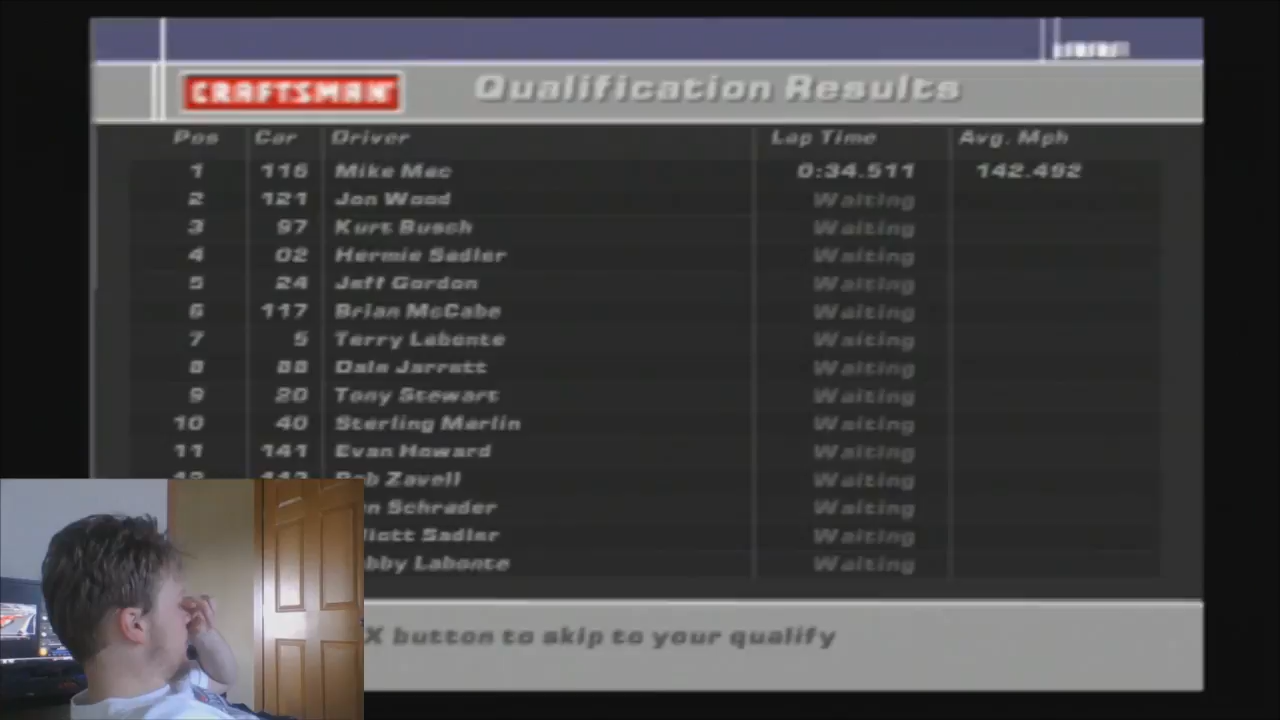 CRAFTSMAN Qualification Results
Pos Car Driver Lap Time Avg. Mph
1 116 Mike Mac 0:34.511 142.492
2 121 Jon Wood Waiting
3 97 Kurt Busch Waiting
4 02 Hermie Sadler Waiting
5 24 Jeff Gordon Waiting
6 117 Brian McCabe Waiting
7 5 Terry Labonte Waiting
8 88 Dale Jarrett Waiting
9 20 Tony Stewart Waiting
10 40 Sterling Marlin Waiting
11 141 Evan Howard Waiting
Zavell Waiting
Schrader Waiting
Sadler Waiting
Labonte Waiting
X button to skip to your qualify